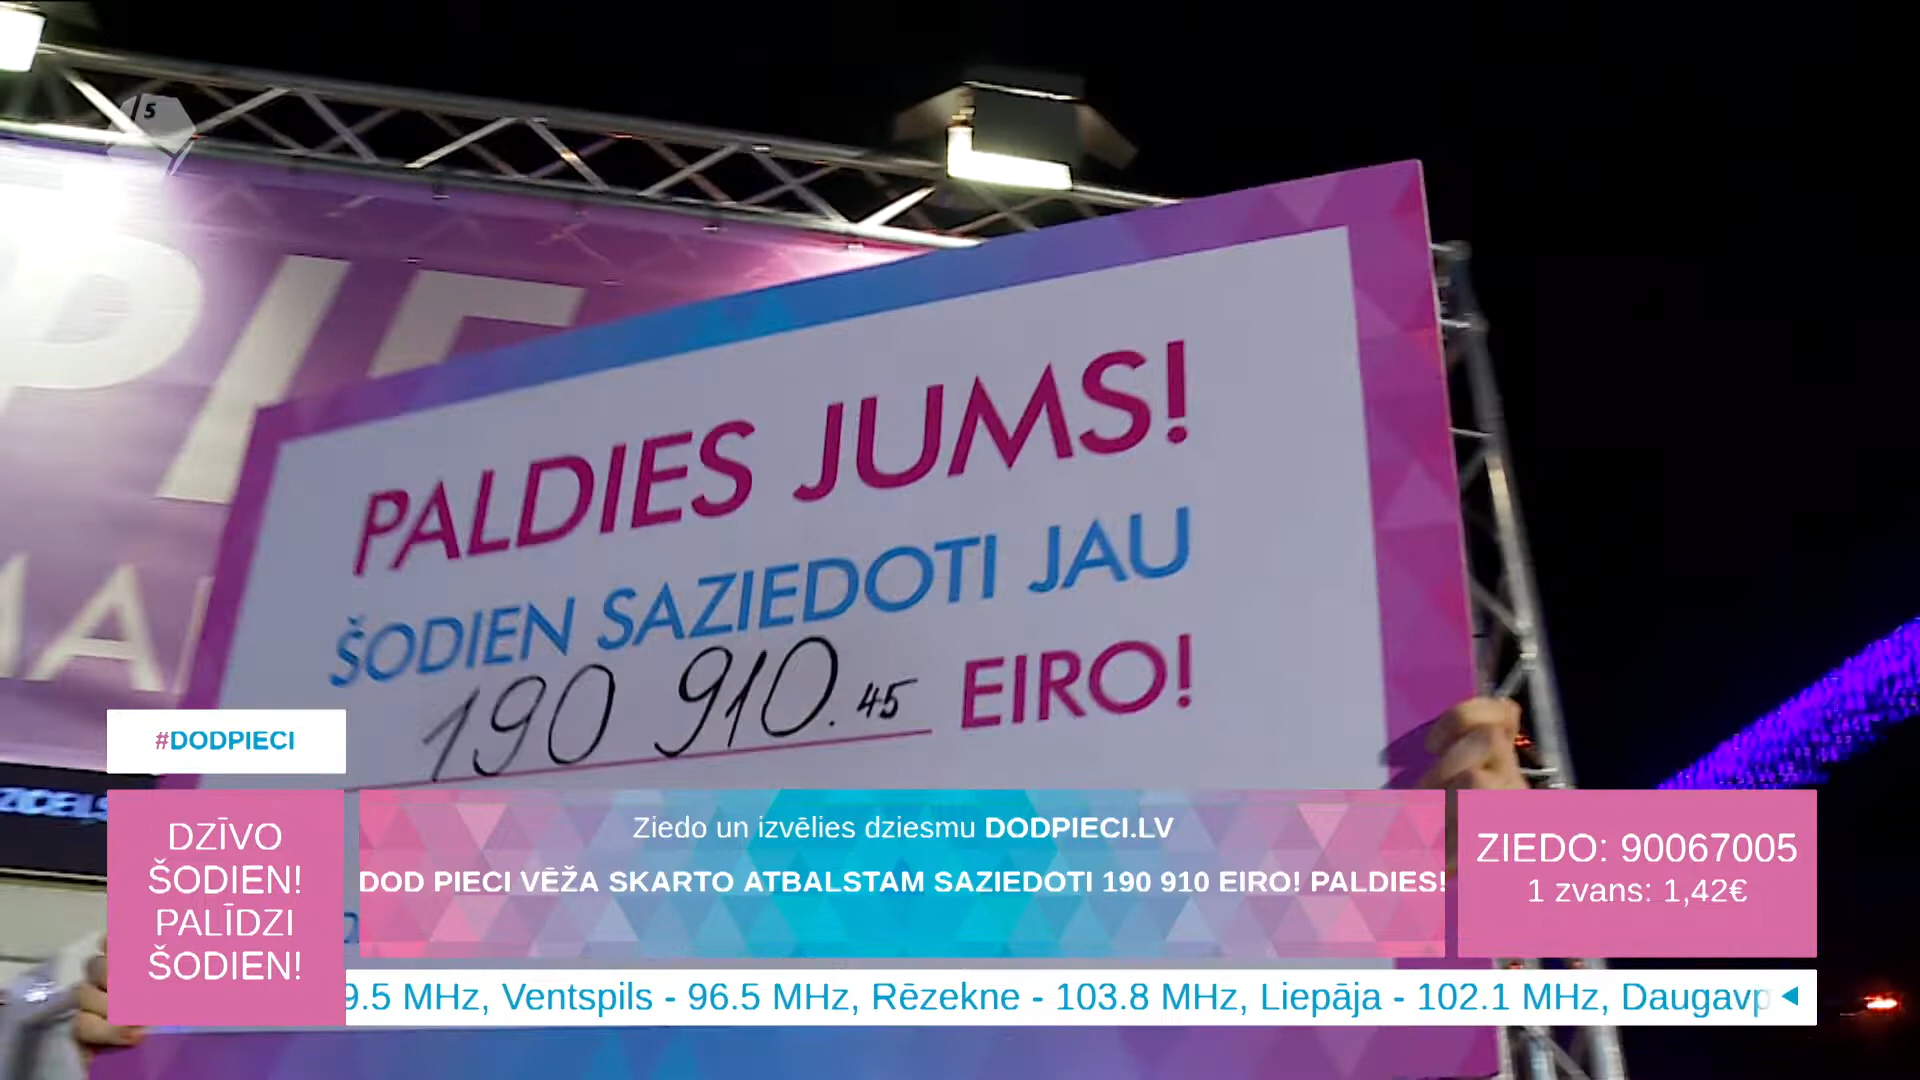 /5
PALDIES JUMS!
ŠODIEN SAZIEDOTI JAU
190 910.45 EIRO!
#DODPIECI
DZĪVO
ŠODIEN!
PALĪDZI
ŠODIEN!
Ziedo un izvēlies dziesmu DODPIECI.LV
DOD PIECI VĒŽA SKARTO ATBALSTAM SAZIEDOTI 190 910 EIRO! PALDIES!
ZIEDO: 90067005
1 zvans: 1,42€
9.5 MHz, Ventspils - 96.5 MHz, Rēzekne - 103.8 MHz, Liepāja - 102.1 MHz, Daugavp